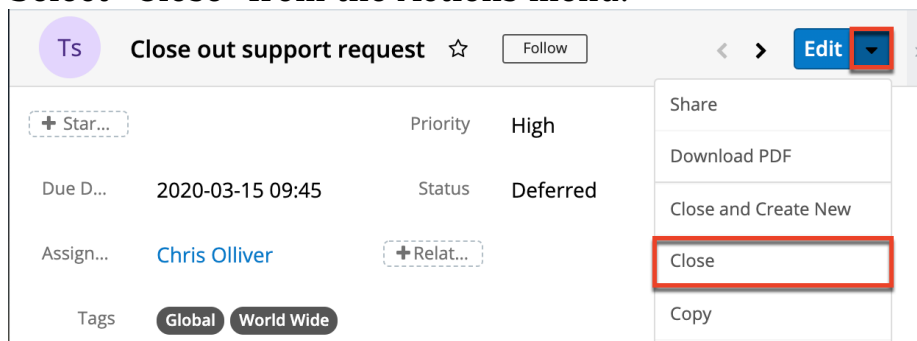 Select "Close" from the Actions menu.
Ts Close out support request Follow Edit
Share
+ Star... Priority High
Download PDF
Due D... 2020-03-15 09:45 Status Deferred
Close and Create New
Assign... Chris Olliver + Relat...
Close
Tags Global World Wide
Copy